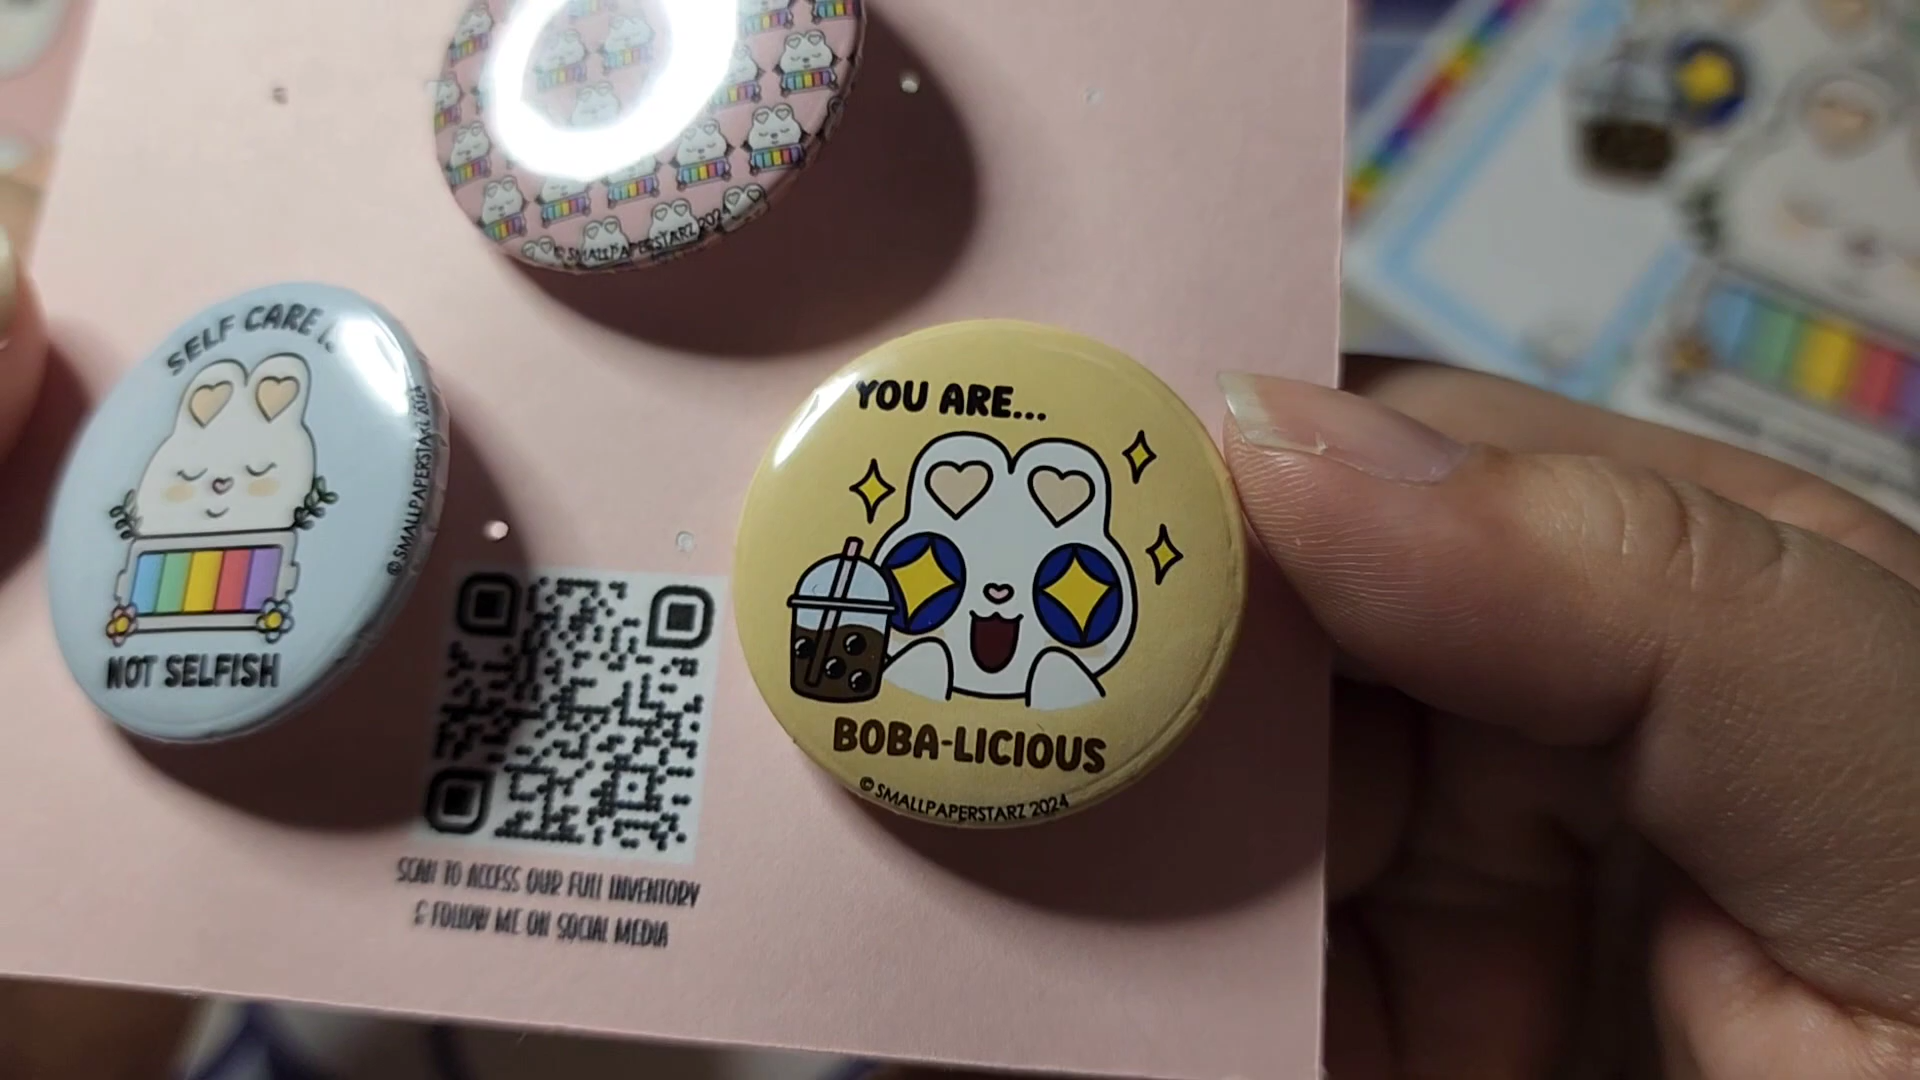 © SMALLPAPERSTARZ 2024
SELF CARE
NOT SELFISH
© SMALLPAPERSTARZ 2024
YOU ARE...
BOBA-LICIOUS
© SMALLPAPERSTARZ 2024
SCAN TO ACCESS OUR FULL INVENTORY
& FOLLOW ME ON SOCIAL MEDIA